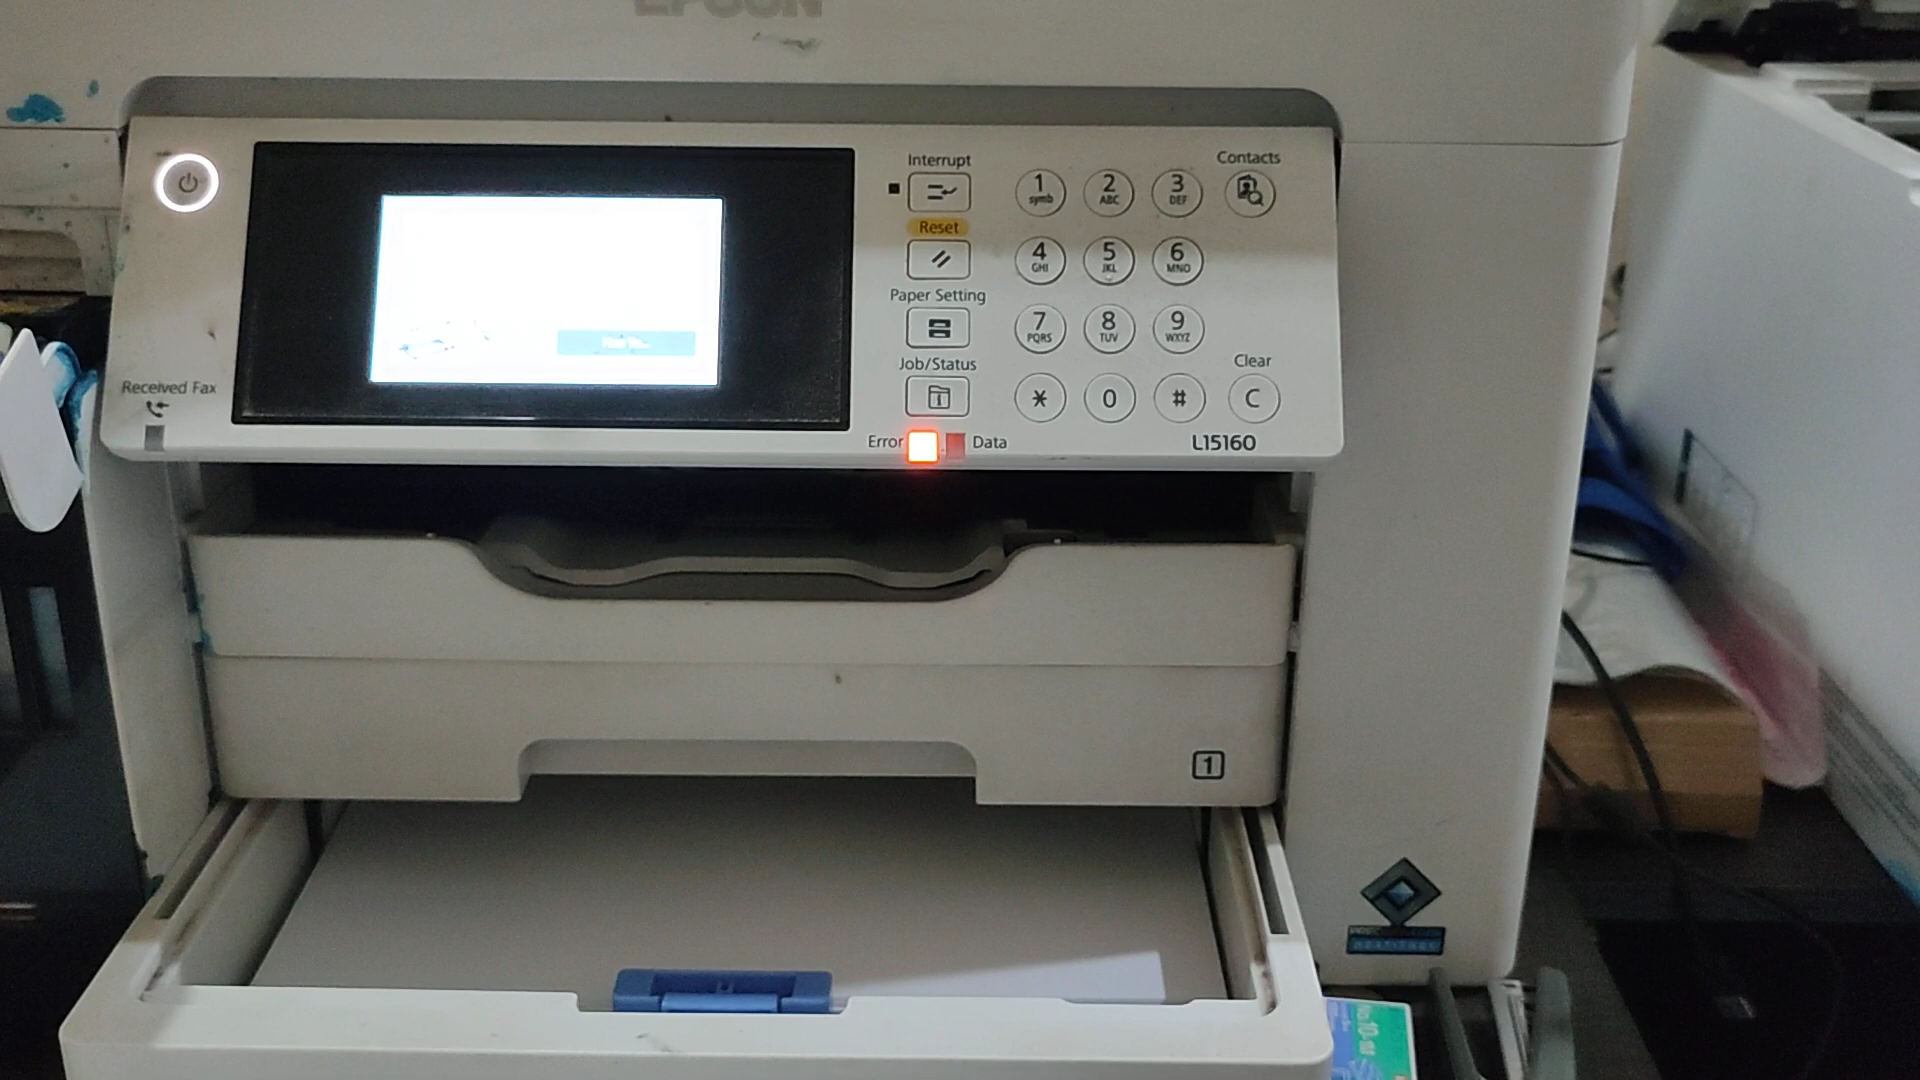 EPSON
Interrupt
Reset
Paper Setting
Job/Status
Error
Data
Contacts
1
symb
2
ABC
3
DEF
4
GHI
5
JKL
6
MNO
7
PQRS
8
TUV
9
WXYZ
Clear
*
0
#
C
L15160
Received Fax
1